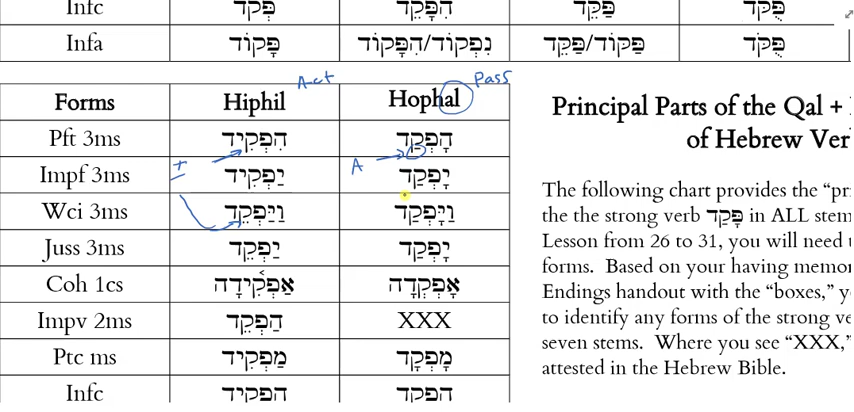 Infc פְּקֹד הִפָּקֵד פַּקֵּד פֻּקַּד
Infa פָּקוֹד נִפְקוֹד/הִפָּקוֹד פַּקּוֹד/פַּקֵּד פֻּקֹּד
Act Pass
Forms Hiphil Hophal
Pft 3ms הִפְקִיד הָפְקַד
A
Impf 3ms יַפְקִיד יָפְקַד
Wci 3ms וַיַּפְקֵד וַיָּפְקַד
Juss 3ms יַפְקֵד יָפְקַד
Coh 1cs אַפְקִ֫ידָה אָפְקְדָה
Impv 2ms הַפְקֵד XXX
Ptc ms מַפְקִיד מָפְקָד
Infc הפקיד הפקד
Principal Parts of the Qal +
of Hebrew Ver
The following chart provides the “pr
the the strong verb פָּקַד in ALL stem
Lesson from 26 to 31, you will need
forms. Based on your having memor
Endings handout with the “boxes,” y
to identify any forms of the strong ve
seven stems. Where you see “XXX,”
attested in the Hebrew Bible.